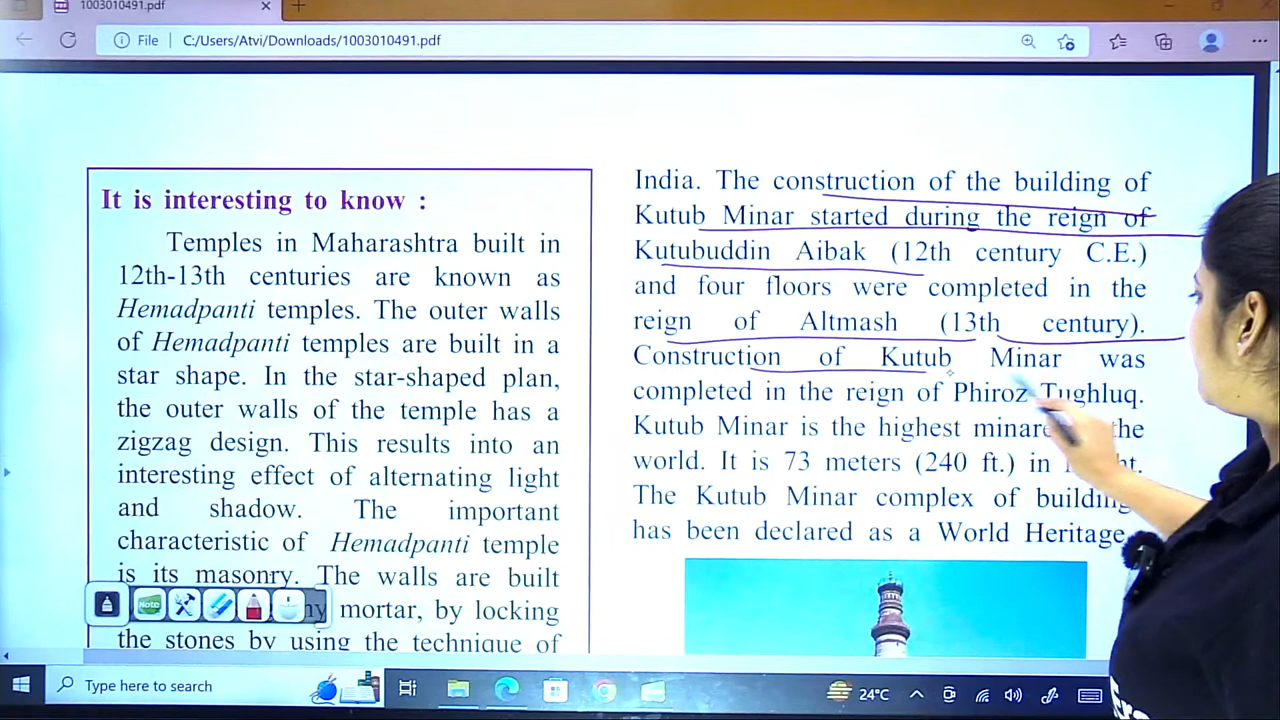 1003010491.pdf
File
C:/Users/Atvi/Downloads/1003010491.pdf
It is interesting to know :
Temples in Maharashtra built in
12th-13th centuries are known as
Hemadpanti temples. The outer walls
of Hemadpanti temples are built in a
star shape. In the star-shaped plan,
the outer walls of the temple has a
zigzag design. This results into an
interesting effect of alternating light
and shadow. The important
characteristic of Hemadpanti temple
is its masonry. The walls are built
mortar, by locking
the stones by using the technique of
India. The construction of the building of
Kutub Minar started during the reign of
Kutubuddin Aibak (12th century C.E.)
and four floors were completed in the
reign of Altmash (13th century).
Construction of Kutub Minar was
completed in the reign of Phiroz Tughluq.
Kutub Minar is the highest the
world. It is 73 meters (240 ft.) in
The Kutub Minar complex of
has been declared as a World Heritage
Note
Type here to search
24°C